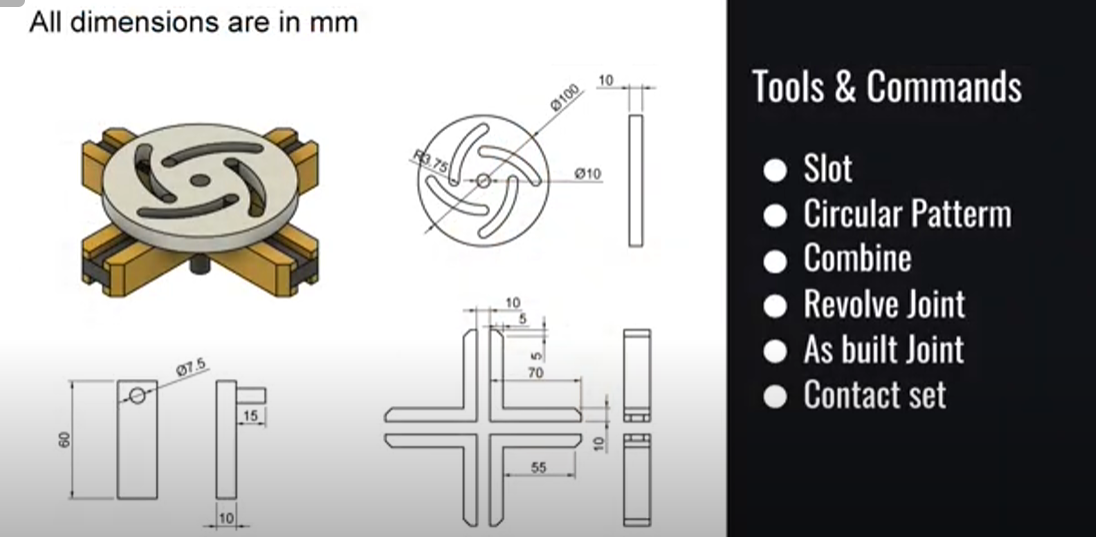 All dimensions are in mm
Tools & Commands
Slot
Circular Patterm
Combine
Revolve Joint
As built Joint
Contact set
10
Ø100
R3.75
Ø10
Ø7.5
60
15
10
10
5
5
70
10
55